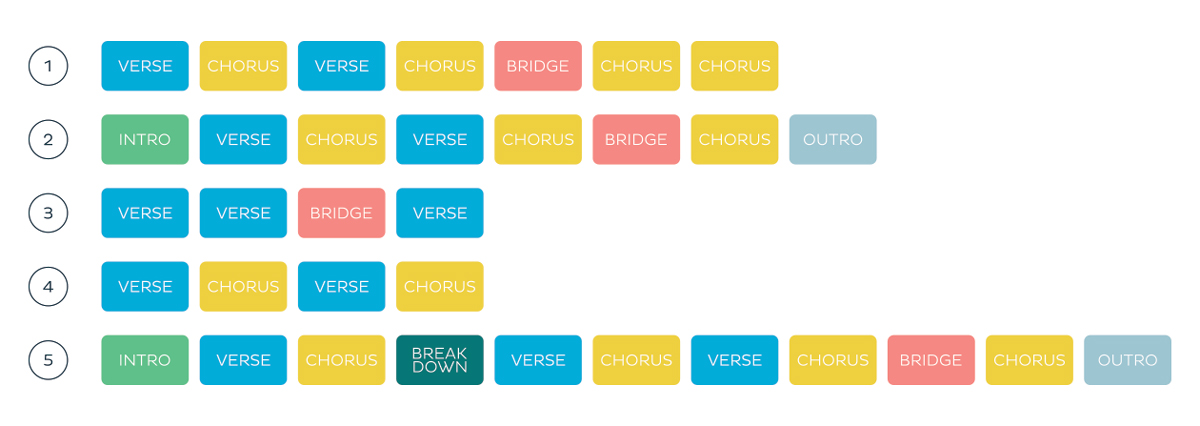 1 VERSE CHORUS VERSE CHORUS BRIDGE CHORUS CHORUS
2 INTRO VERSE CHORUS VERSE CHORUS BRIDGE CHORUS OUTRO
3 VERSE VERSE BRIDGE VERSE
4 VERSE CHORUS VERSE CHORUS
5 INTRO VERSE CHORUS BREAK DOWN VERSE CHORUS VERSE CHORUS BRIDGE CHORUS OUTRO